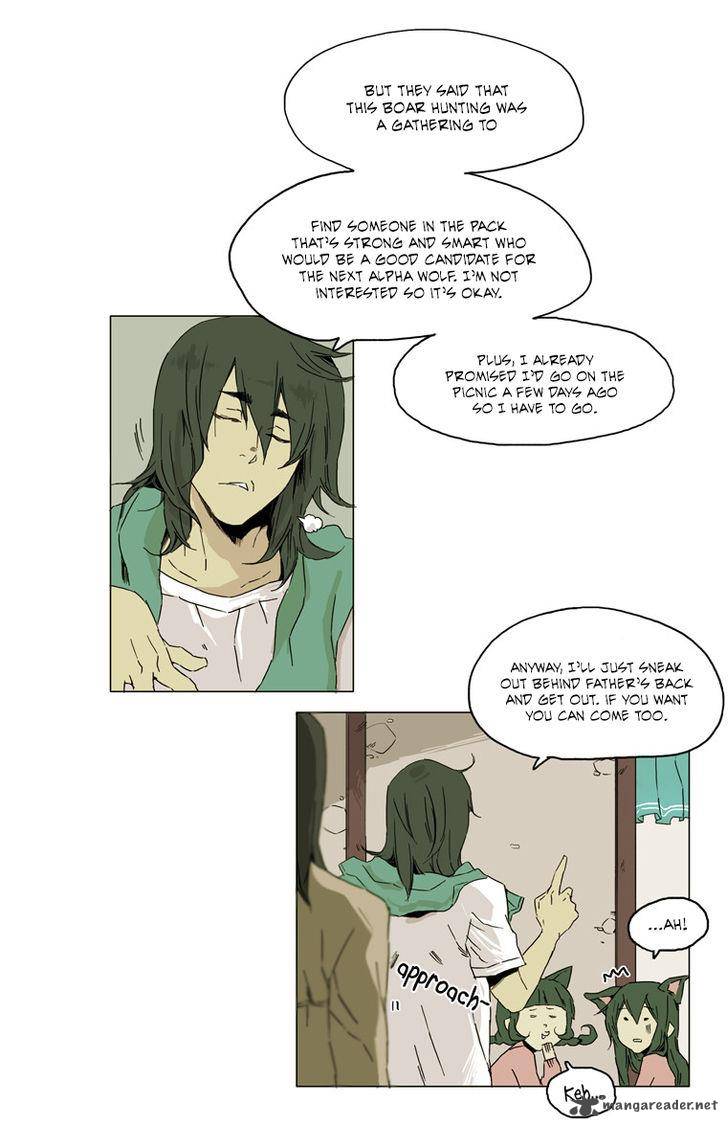 BUT THEY SAID THAT
THIS BOAR HUNTING WAS
A GATHERING TO
FIND SOMEONE IN THE PACK
THAT'S STRONG AND SMART WHO
WOULD BE A GOOD CANDIDATE FOR
THE NEXT ALPHA WOLF. I'M NOT
INTERESTED SO IT'S OKAY.
PLUS, I ALREADY
PROMISED I'D GO ON THE
PICNIC A FEW DAYS AGO
SO I HAVE TO GO.
ANYWAY, I'LL JUST SNEAK
OUT BEHIND FATHER'S BACK
AND GET OUT. IF YOU WANT
YOU CAN COME TOO.
...AH!
approach-
Keh...
mangareader.net